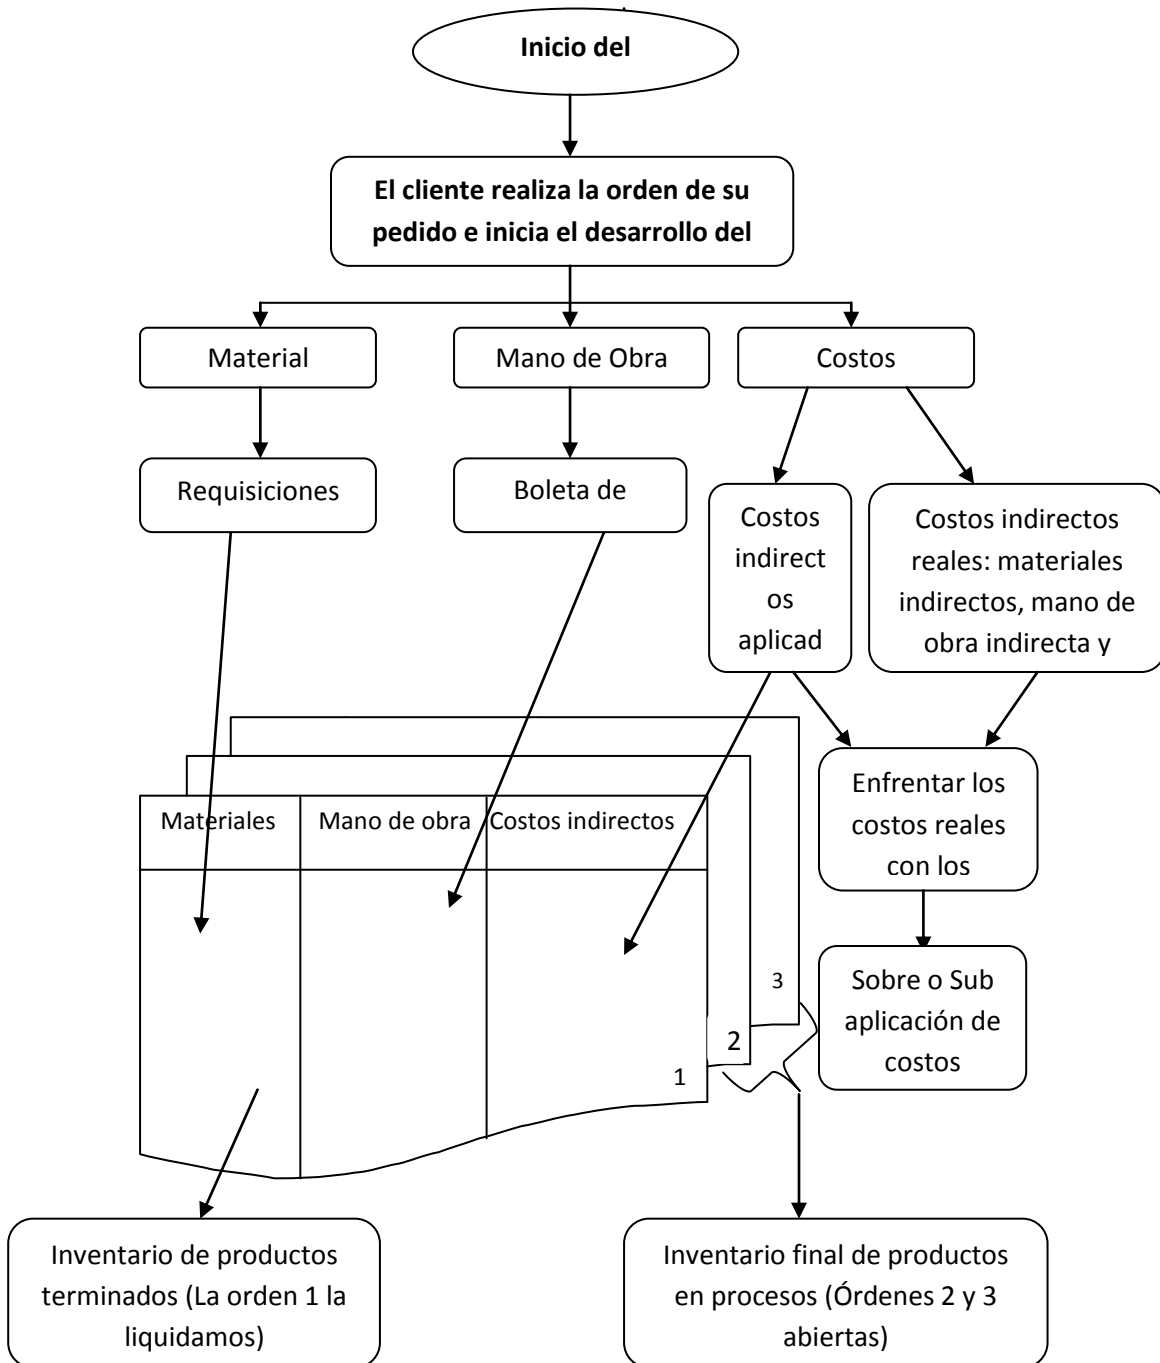 Inicio del
El cliente realiza la orden de su
pedido e inicia el desarrollo del
Material
Mano de Obra
Costos
Requisiciones
Boleta de
Costos
indirect
os
aplicad
Costos indirectos
reales: materiales
indirectos, mano de
obra indirecta y
Enfrentar los
costos reales
con los
Materiales
Mano de obra
Costos indirectos
3
2
1
Sobre o Sub
aplicación de
costos
Inventario de productos
terminados (La orden 1 la
liquidamos)
Inventario final de productos
en procesos (Órdenes 2 y 3
abiertas)